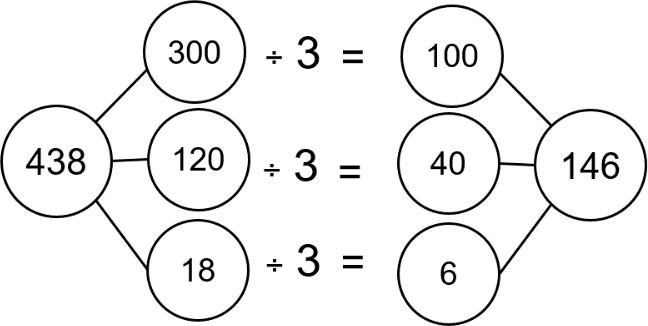 300 ÷ 3 = 100
438 120 ÷ 3 = 40 146
18 ÷ 3 = 6